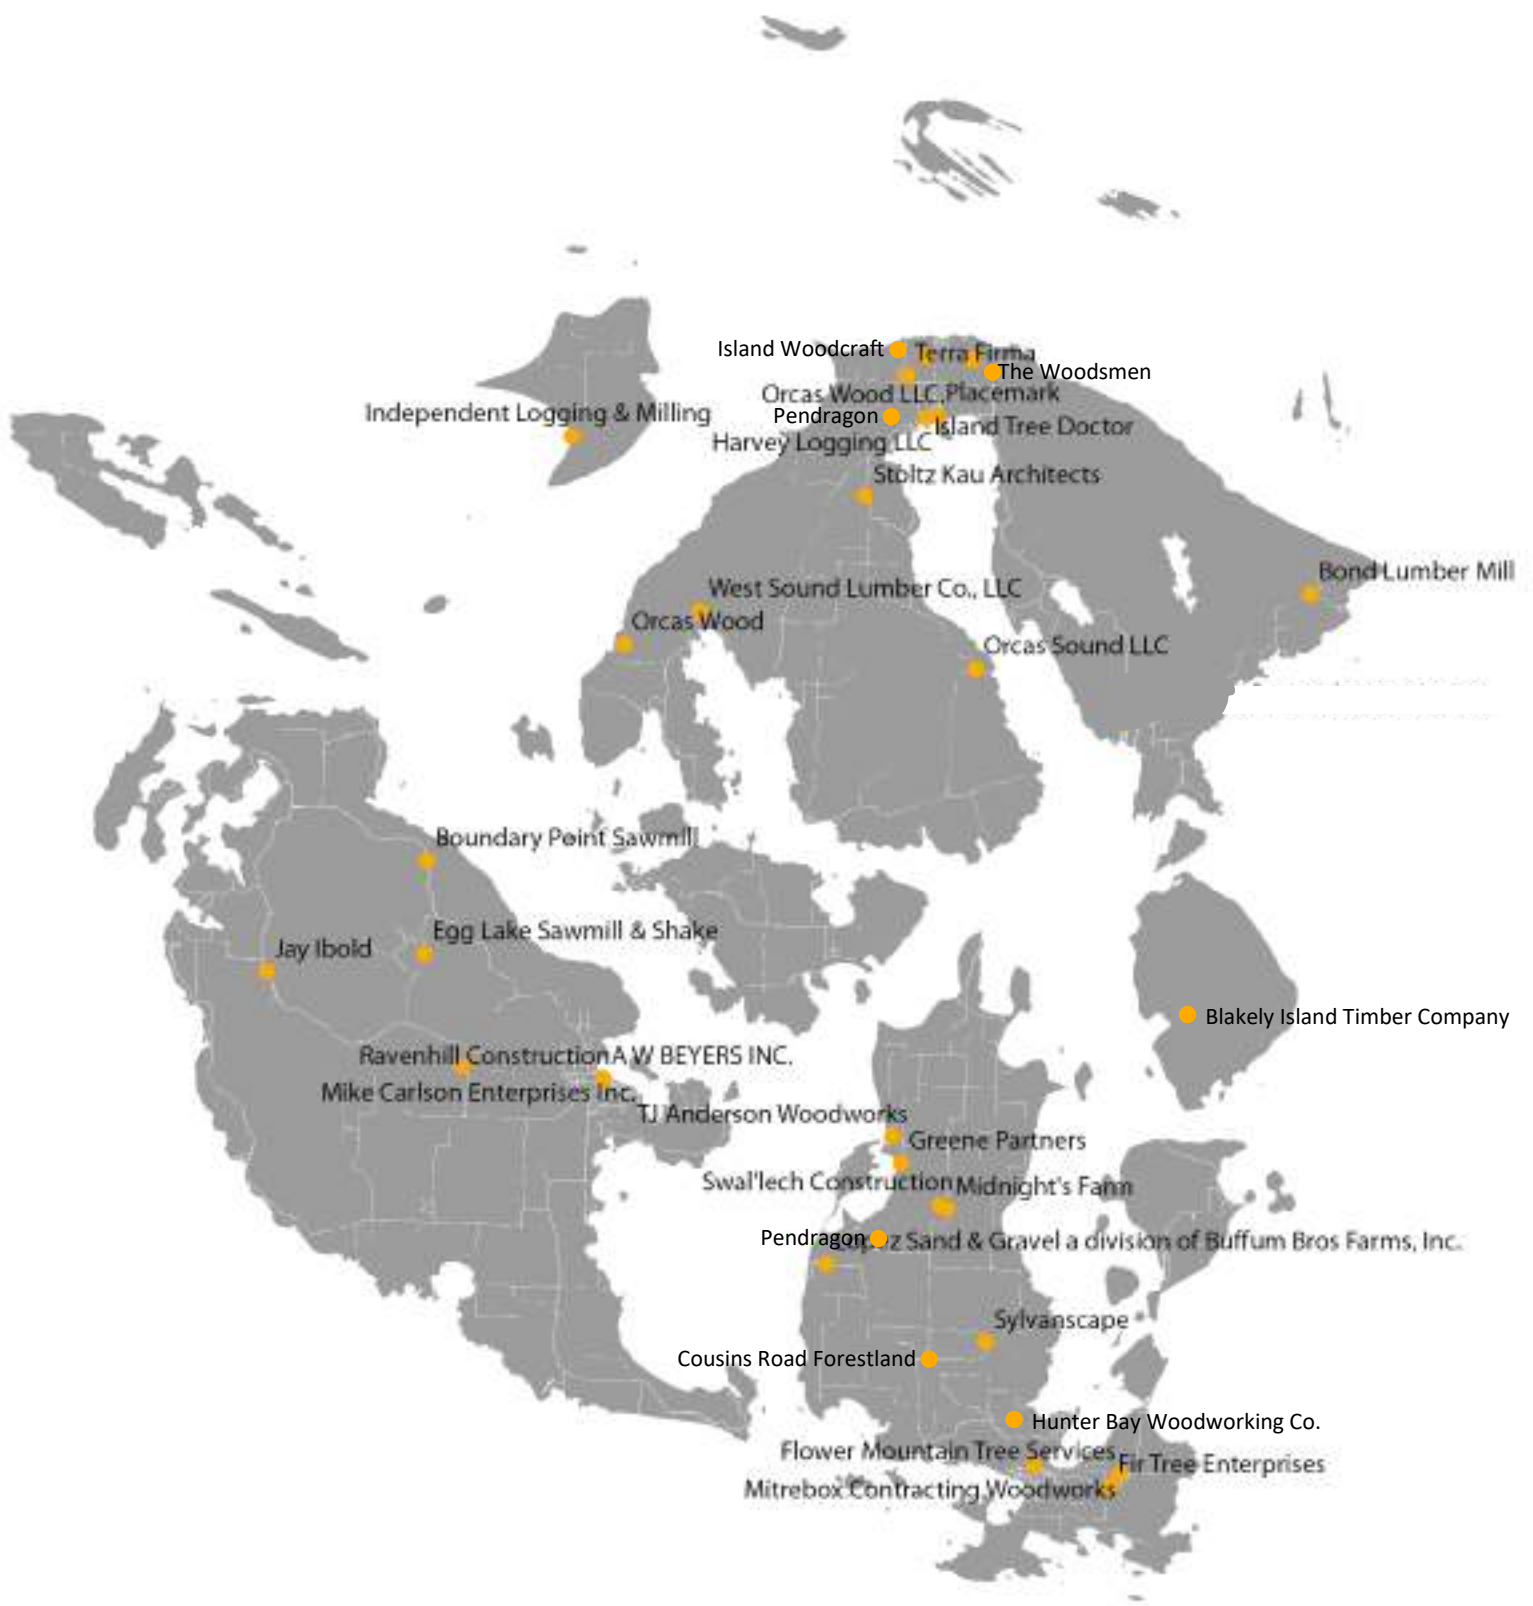 Island Woodcraft
Terra Firma
The Woodsmen
Orcas Wood LLC,
Placemark
Independent Logging & Milling
Pendragon
Island Tree Doctor
Harvey Logging LLC
Stoltz Kau Architects
Bond Lumber Mill
West Sound Lumber Co., LLC
Orcas Wood
Orcas Sound LLC
Boundary Point Sawmill
Egg Lake Sawmill & Shake
Jay Ibold
Blakely Island Timber Company
Ravenhill Construction
A W BEYERS INC.
Mike Carlson Enterprises Inc.
TJ Anderson Woodworks
Greene Partners
Swal'lech Construction
Midnight's Farm
Pendragon
Lopez Sand & Gravel a division of Buffum Bros Farms, Inc.
Sylvanscape
Cousins Road Forestland
Hunter Bay Woodworking Co.
Flower Mountain Tree Services
Fir Tree Enterprises
Mitrebox Contracting,Woodworks